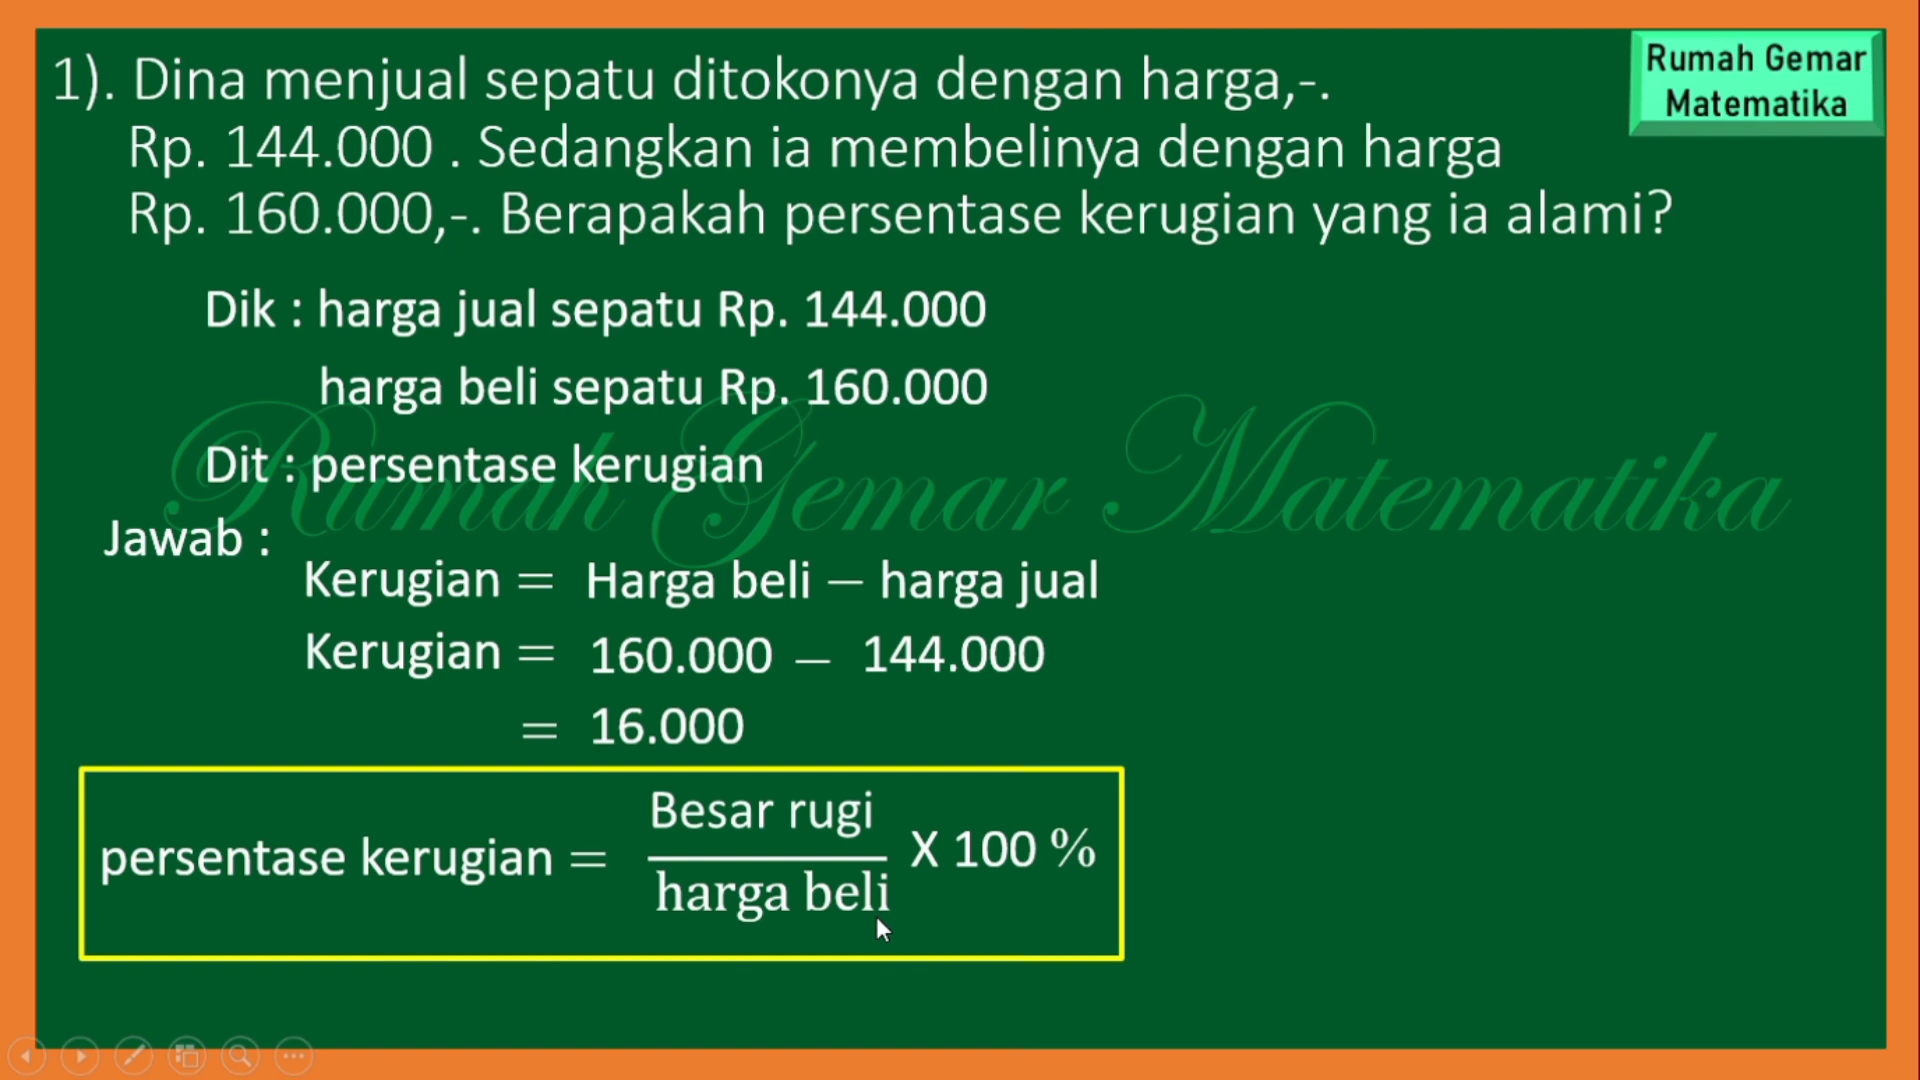 1). Dina menjual sepatu ditokonya dengan harga,-.
Rp. 144.000 . Sedangkan ia membelinya dengan harga
Rp. 160.000,-. Berapakah persentase kerugian yang ia alami?
Rumah Gemar
Matematika
Dik : harga jual sepatu Rp. 144.000
harga beli sepatu Rp. 160.000
Dit : persentase kerugian
Rumah Gemar Matematika
Jawab :
Kerugian = Harga beli – harga jual
Kerugian = 160.000 – 144.000
= 16.000
persentase kerugian = Besar rugi / harga beli X 100 %